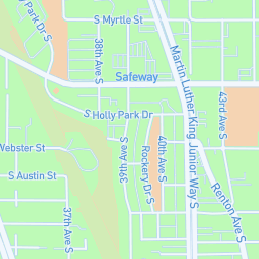 S Myrtle St
Holly Park Dr S
38th Ave S
Safeway
Martin Luther King Junior Way S
S Holly Park Dr
43rd Ave S
39th Ave S
Rockery Dr S
40th Ave S
Webster St
S Austin St
37th Ave S
Renton Ave S